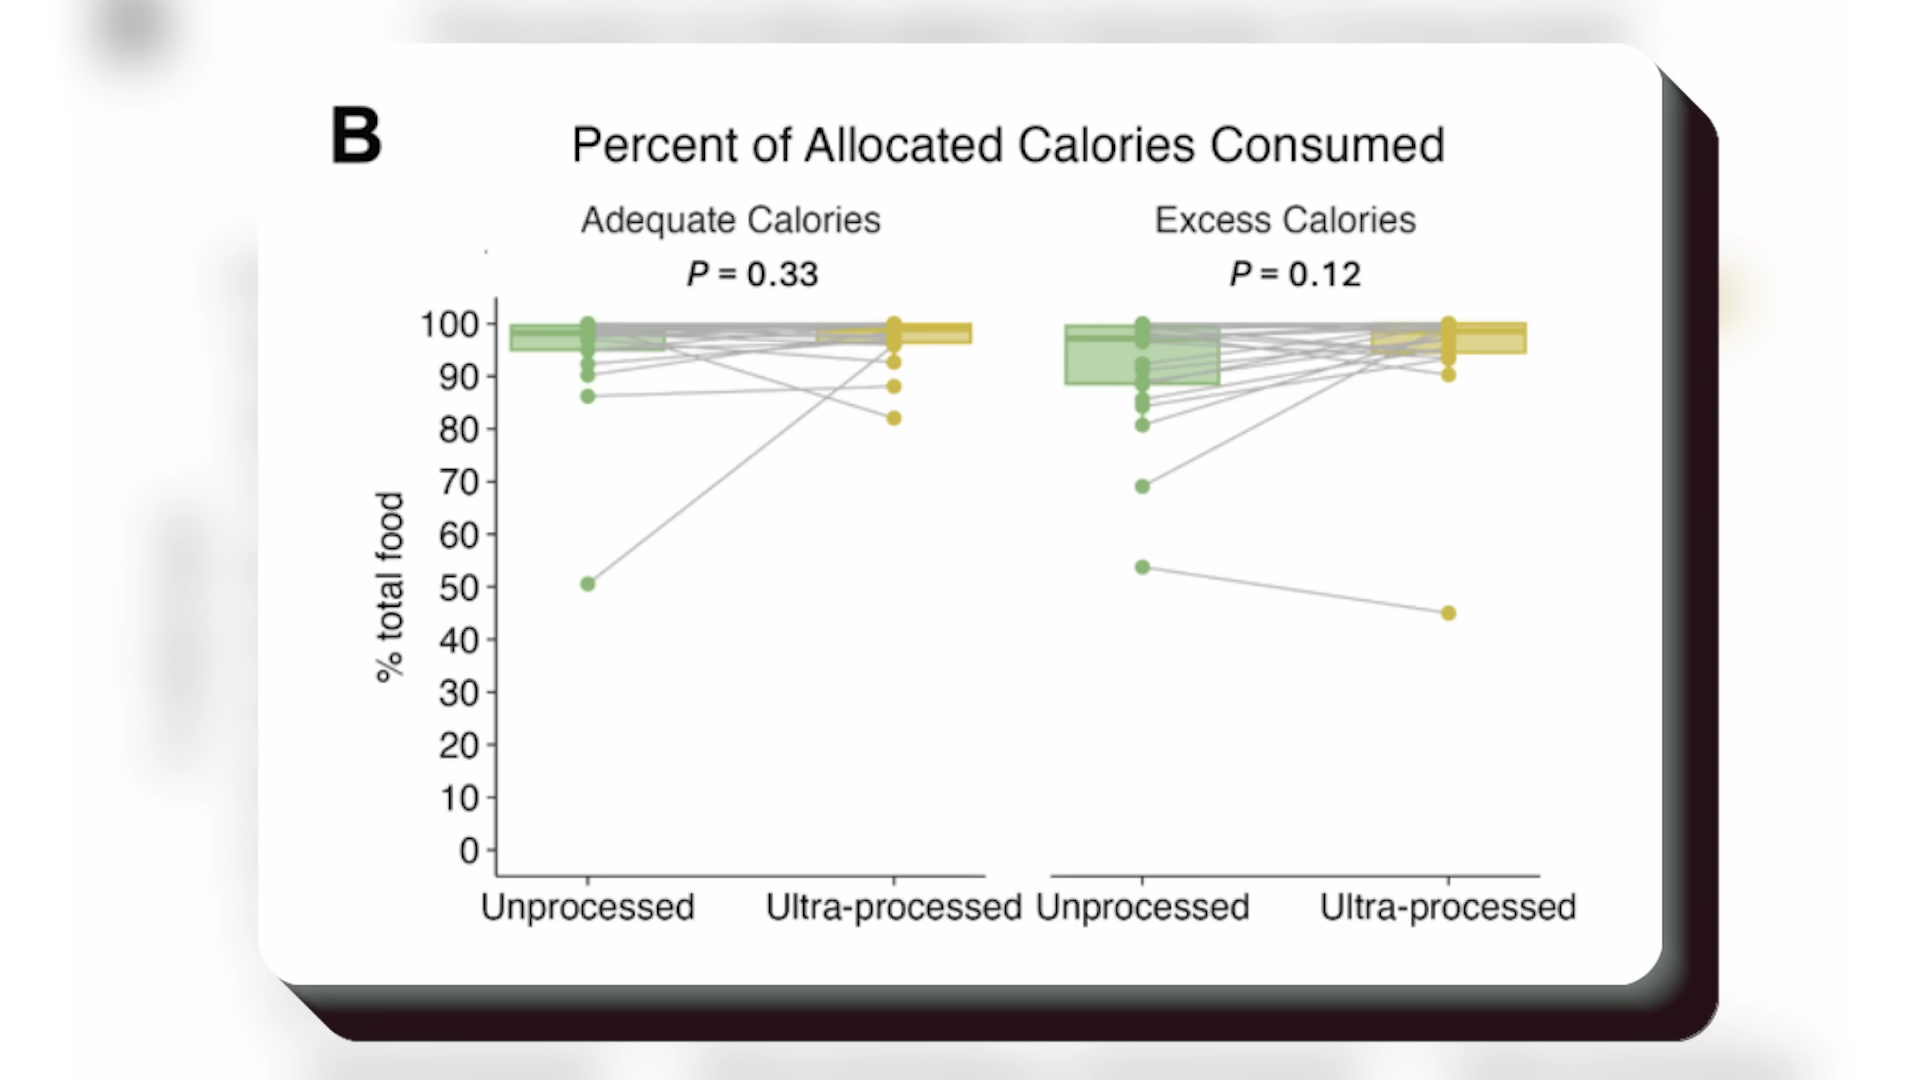 B
Percent of Allocated Calories Consumed
Adequate Calories
Excess Calories
P = 0.33
P = 0.12
% total food
100
90
80
70
60
50
40
30
20
10
0
Unprocessed
Ultra-processed
Unprocessed
Ultra-processed